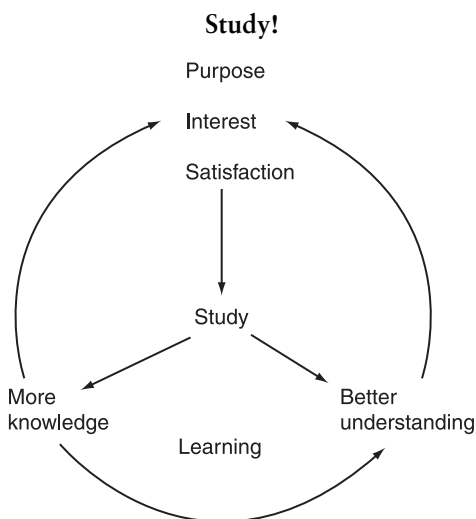 Study!
Purpose
Interest
Satisfaction
Study
More
knowledge
Better
understanding
Learning